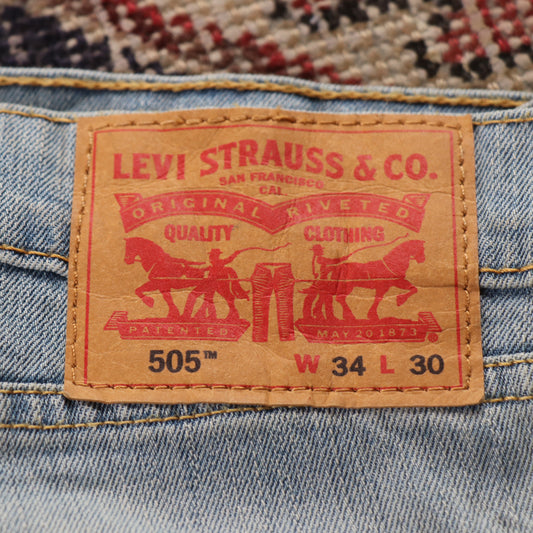 LEVI STRAUSS & CO.
SAN FRANCISCO
CAL
ORIGINAL RIVETED
QUALITY CLOTHING
PATENTED MAY 20 1873
505™ W 34 L 30